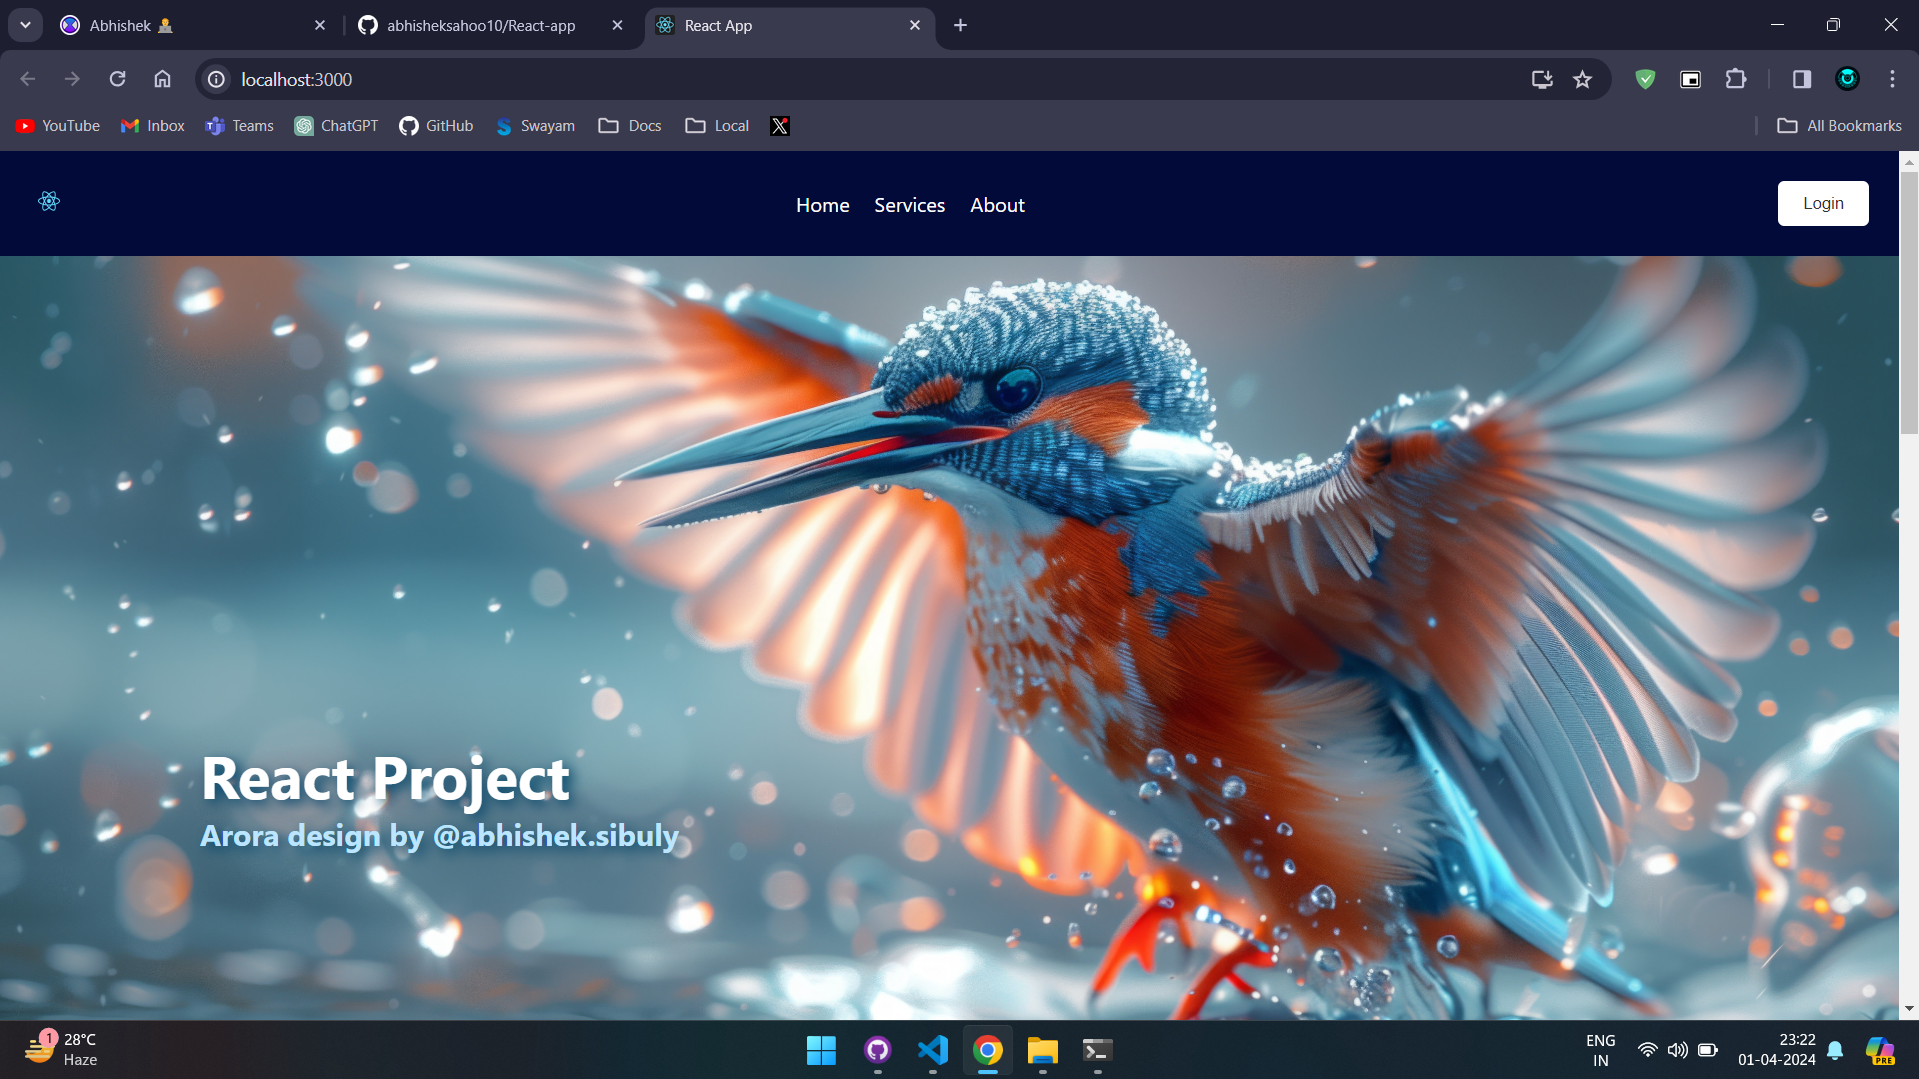 Abhishek
abhisheksahoo10/React-app
React App
localhost:3000
YouTube
Inbox
Teams
ChatGPT
GitHub
Swayam
Docs
Local
All Bookmarks
Home
Services
About
Login
React Project
Arora design by @abhishek.sibuly
1
28°C
Haze
ENG
IN
23:22
01-04-2024
PRE